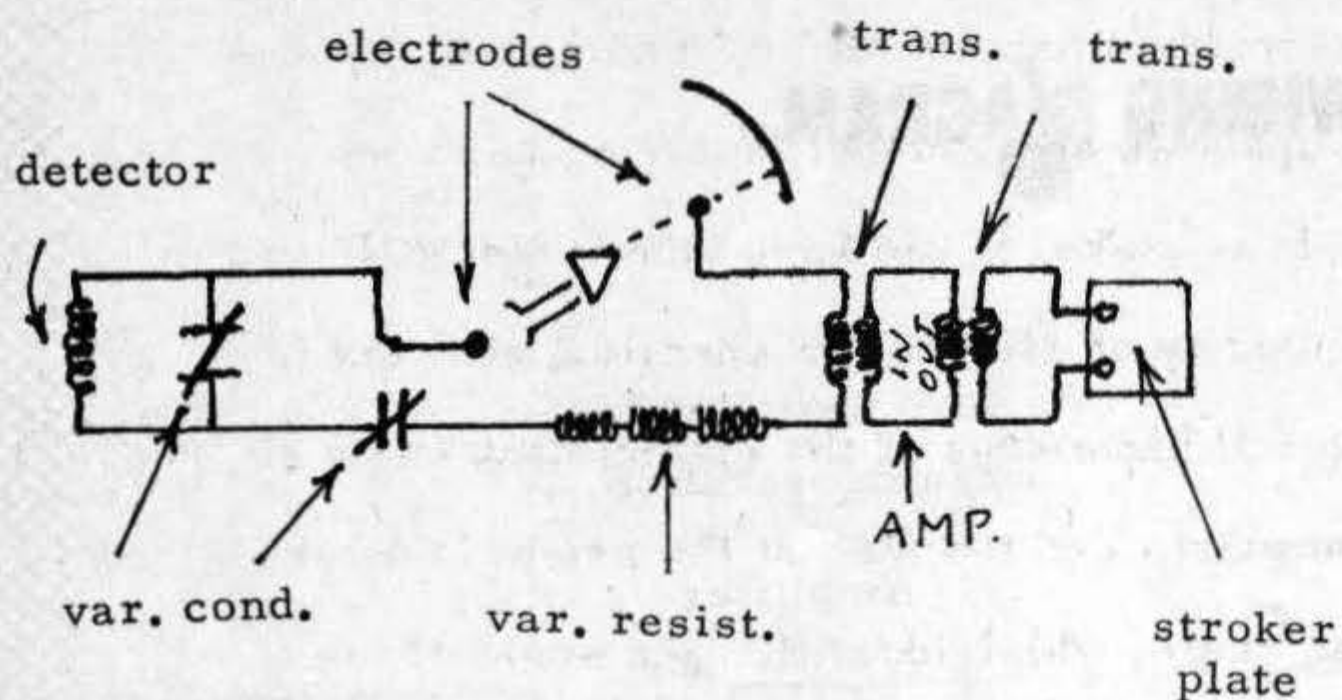 electrodes
trans.
trans.
detector
IN
OUT
AMP.
var. cond.
var. resist.
stroker
plate